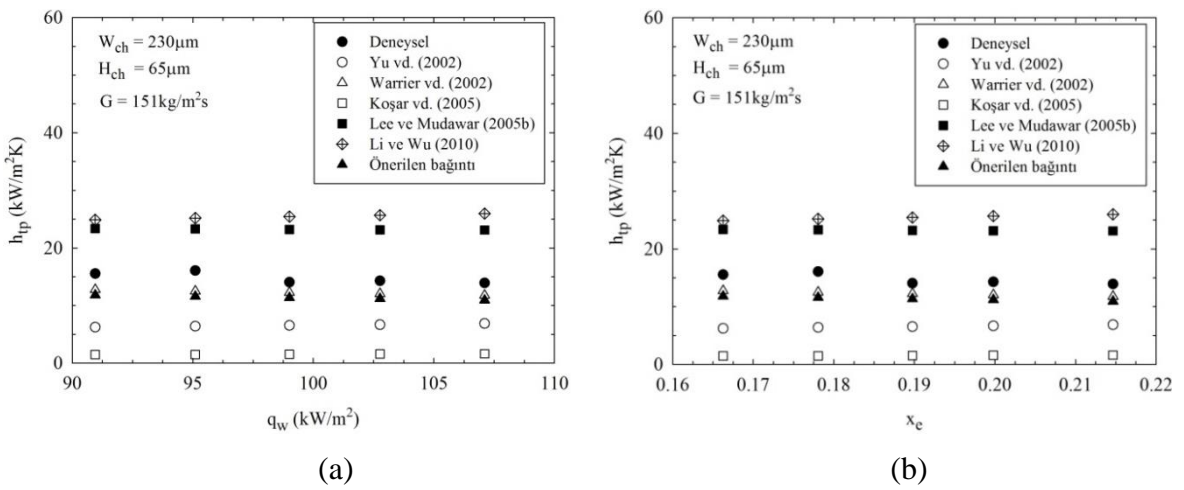 60
40
20
0
h_tp (kW/m²K)
W_ch = 230μm
H_ch = 65μm
G = 151kg/m²s
Deneysel
Yu vd. (2002)
Warrier vd. (2002)
Koşar vd. (2005)
Lee ve Mudawar (2005b)
Li ve Wu (2010)
Önerilen bağıntı
90 95 100 105 110
q_w (kW/m²)
(a)
60
40
20
0
h_tp (kW/m²K)
W_ch = 230μm
H_ch = 65μm
G = 151kg/m²s
Deneysel
Yu vd. (2002)
Warrier vd. (2002)
Koşar vd. (2005)
Lee ve Mudawar (2005b)
Li ve Wu (2010)
Önerilen bağıntı
0.16 0.17 0.18 0.19 0.20 0.21 0.22
x_e
(b)